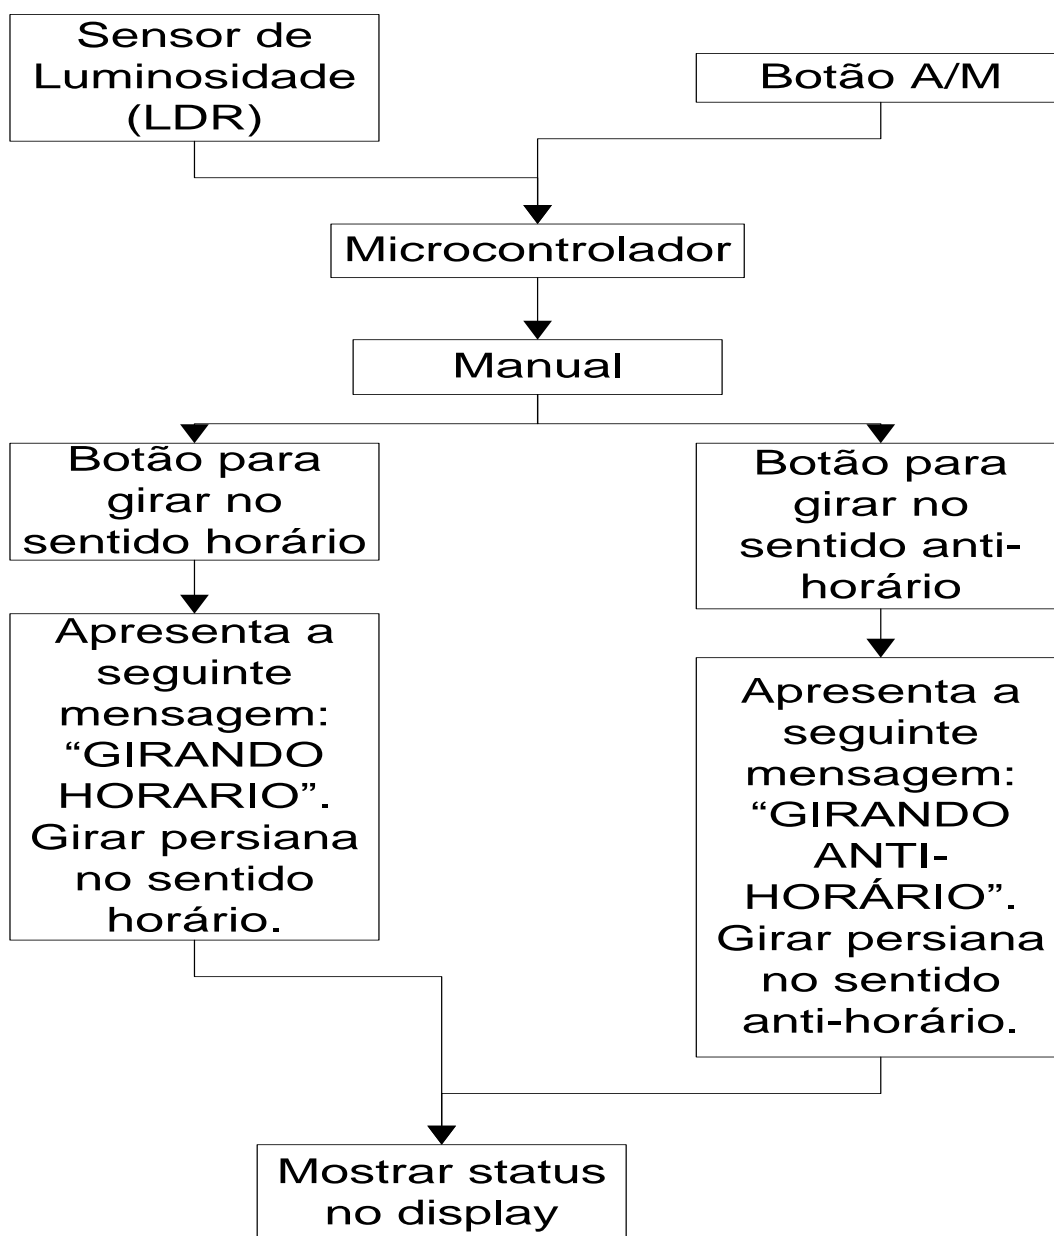 Sensor de
Luminosidade
(LDR)
Botão A/M
Microcontrolador
Manual
Botão para
girar no
sentido horário
Botão para
girar no
sentido anti-
horário
Apresenta a
seguinte
mensagem:
“GIRANDO
HORARIO”.
Girar persiana
no sentido
horário.
Apresenta a
seguinte
mensagem:
“GIRANDO
ANTI-
HORÁRIO”.
Girar persiana
no sentido
anti-horário.
Mostrar status
no display